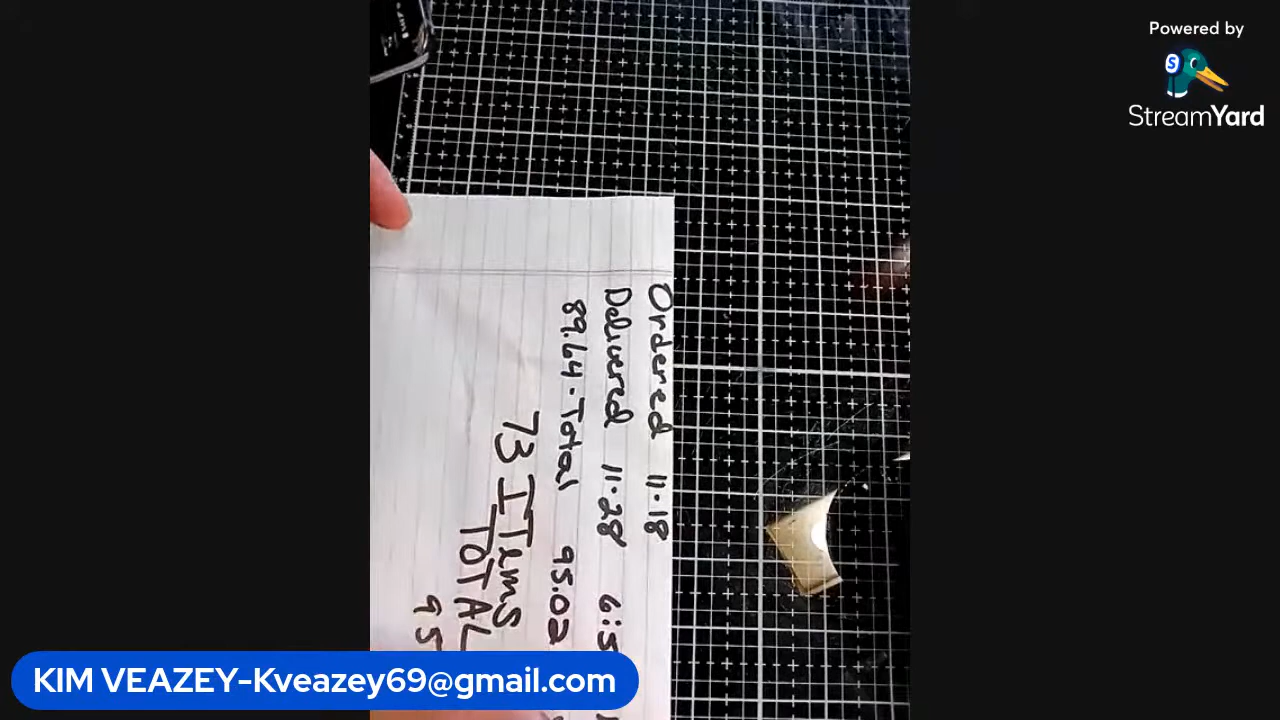 Powered by
StreamYard
Ordered 11.18
Delivered 11.28
89.64 - Total 95.02
73 ITemS
TOTAL
KIM VEAZEY-Kveazey69@gmail.com